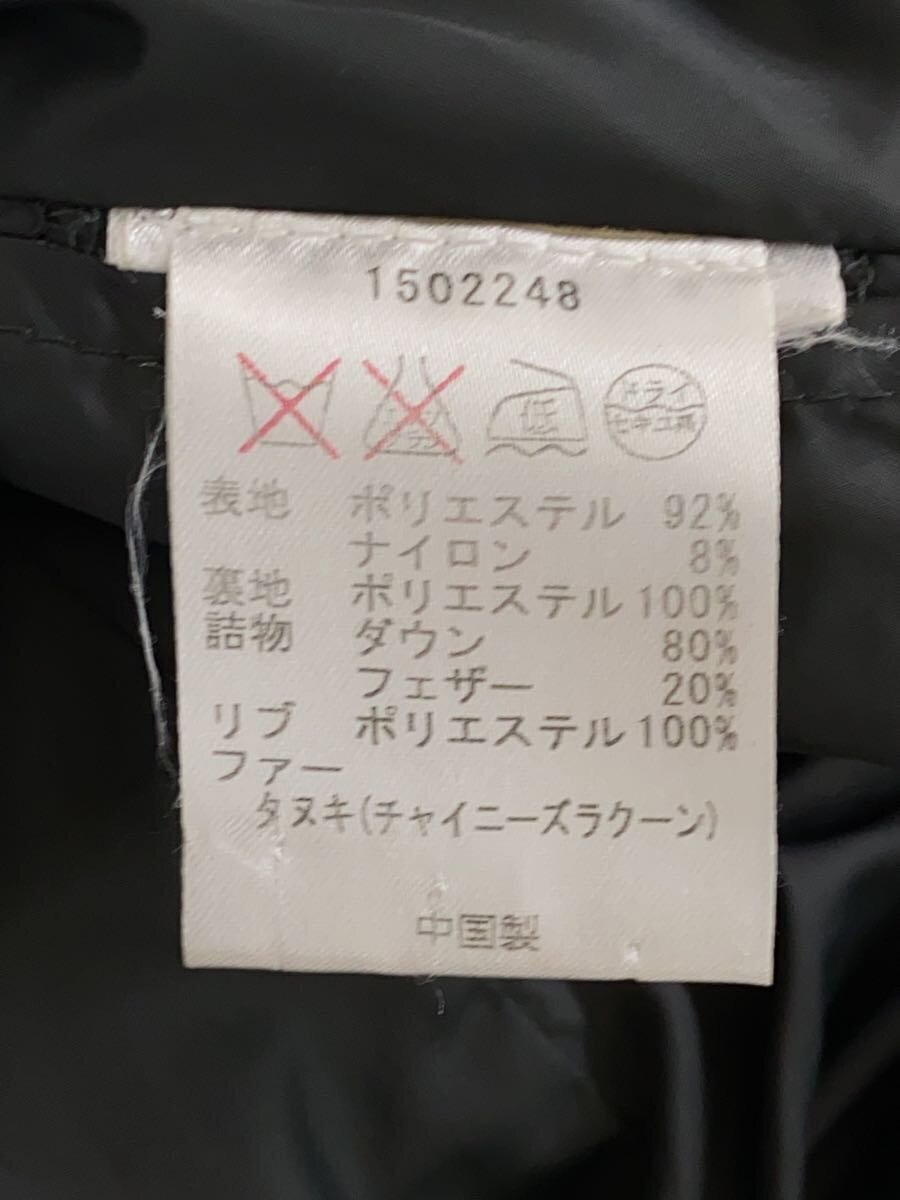 1502248
低 ドライ
セキユ系
表地 ポリエステル 92%
ナイロン 8%
裏地 ポリエステル 100%
詰物 ダウン 80%
フェザー 20%
リブ ポリエステル 100%
ファー
タヌキ(チャイニーズラクーン)
中国製